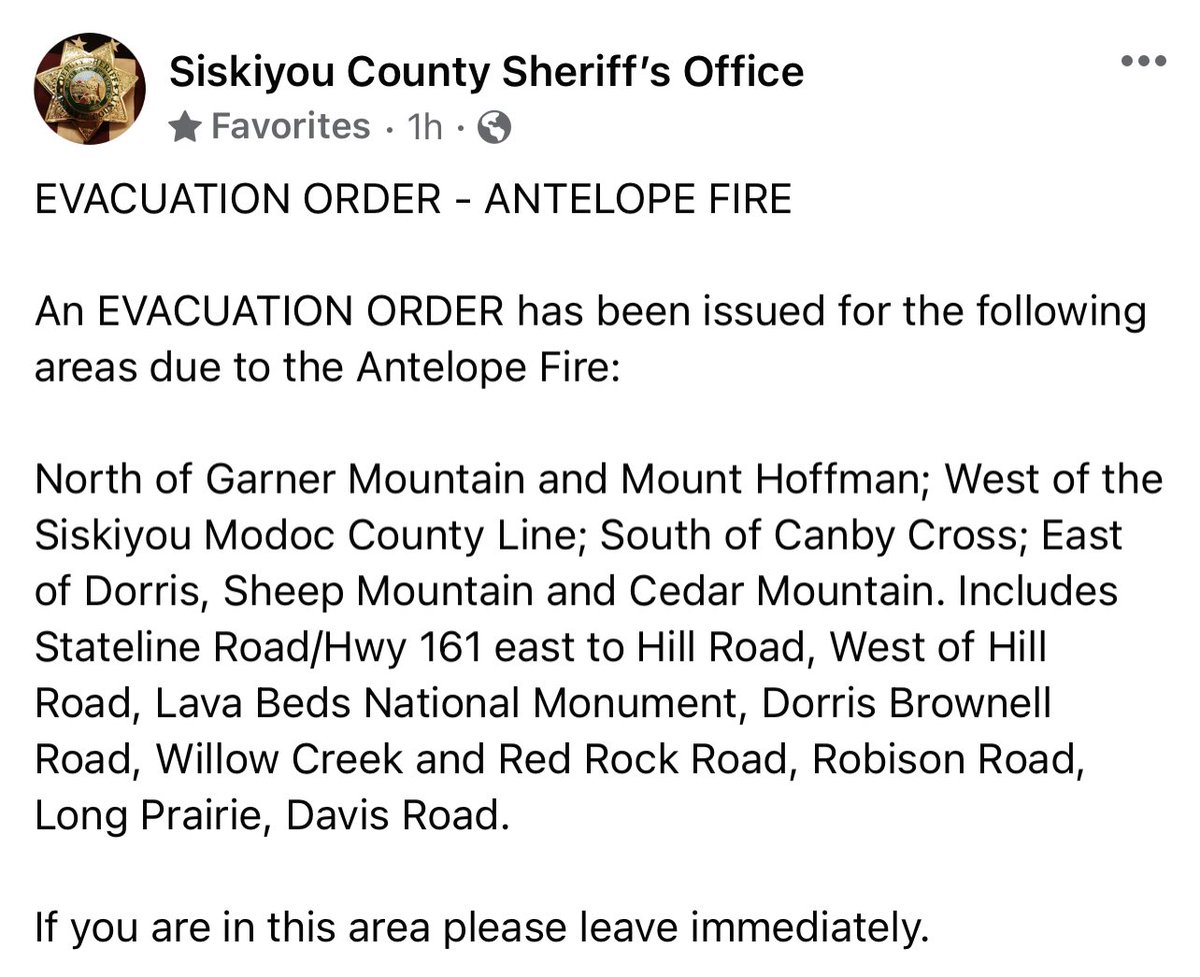 Siskiyou County Sheriff's Office
Favorites · 1h ·
EVACUATION ORDER - ANTELOPE FIRE
An EVACUATION ORDER has been issued for the following
areas due to the Antelope Fire:
North of Garner Mountain and Mount Hoffman; West of the
Siskiyou Modoc County Line; South of Canby Cross; East
of Dorris, Sheep Mountain and Cedar Mountain. Includes
Stateline Road/Hwy 161 east to Hill Road, West of Hill
Road, Lava Beds National Monument, Dorris Brownell
Road, Willow Creek and Red Rock Road, Robison Road,
Long Prairie, Davis Road.
If you are in this area please leave immediately.